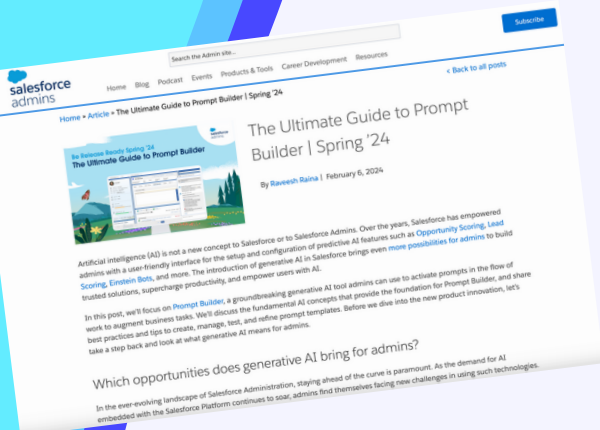 Subscribe
Search the Admin site...
salesforce
admins
Home Blog Podcast Events Products & Tools Career Development Resources
< Back to all posts
Home » Article » The Ultimate Guide to Prompt Builder | Spring '24
salesforce
admins
Be Release Ready Spring '24
The Ultimate Guide to Prompt Builder
The Ultimate Guide to Prompt
Builder | Spring '24
By Raveesh Raina | February 6, 2024
Artificial intelligence (AI) is not a new concept to Salesforce or to Salesforce Admins. Over the years, Salesforce has empowered
admins with a user-friendly interface for the setup and configuration of predictive AI features such as Opportunity Scoring, Lead
Scoring, Einstein Bots, and more. The introduction of generative AI in Salesforce brings even more possibilities for admins to build
trusted solutions, supercharge productivity, and empower users with AI.
In this post, we'll focus on Prompt Builder, a groundbreaking generative AI tool admins can use to activate prompts in the flow of
work to augment business tasks. We'll discuss the fundamental AI concepts that provide the foundation for Prompt Builder, and share
best practices and tips to create, manage, test, and refine prompt templates. Before we dive into the new product innovation, let's
take a step back and look at what generative AI means for admins.
Which opportunities does generative AI bring for admins?
In the ever-evolving landscape of Salesforce Administration, staying ahead of the curve is paramount. As the demand for AI
embedded with the Salesforce Platform continues to soar, admins find themselves facing new challenges in using such technologies.